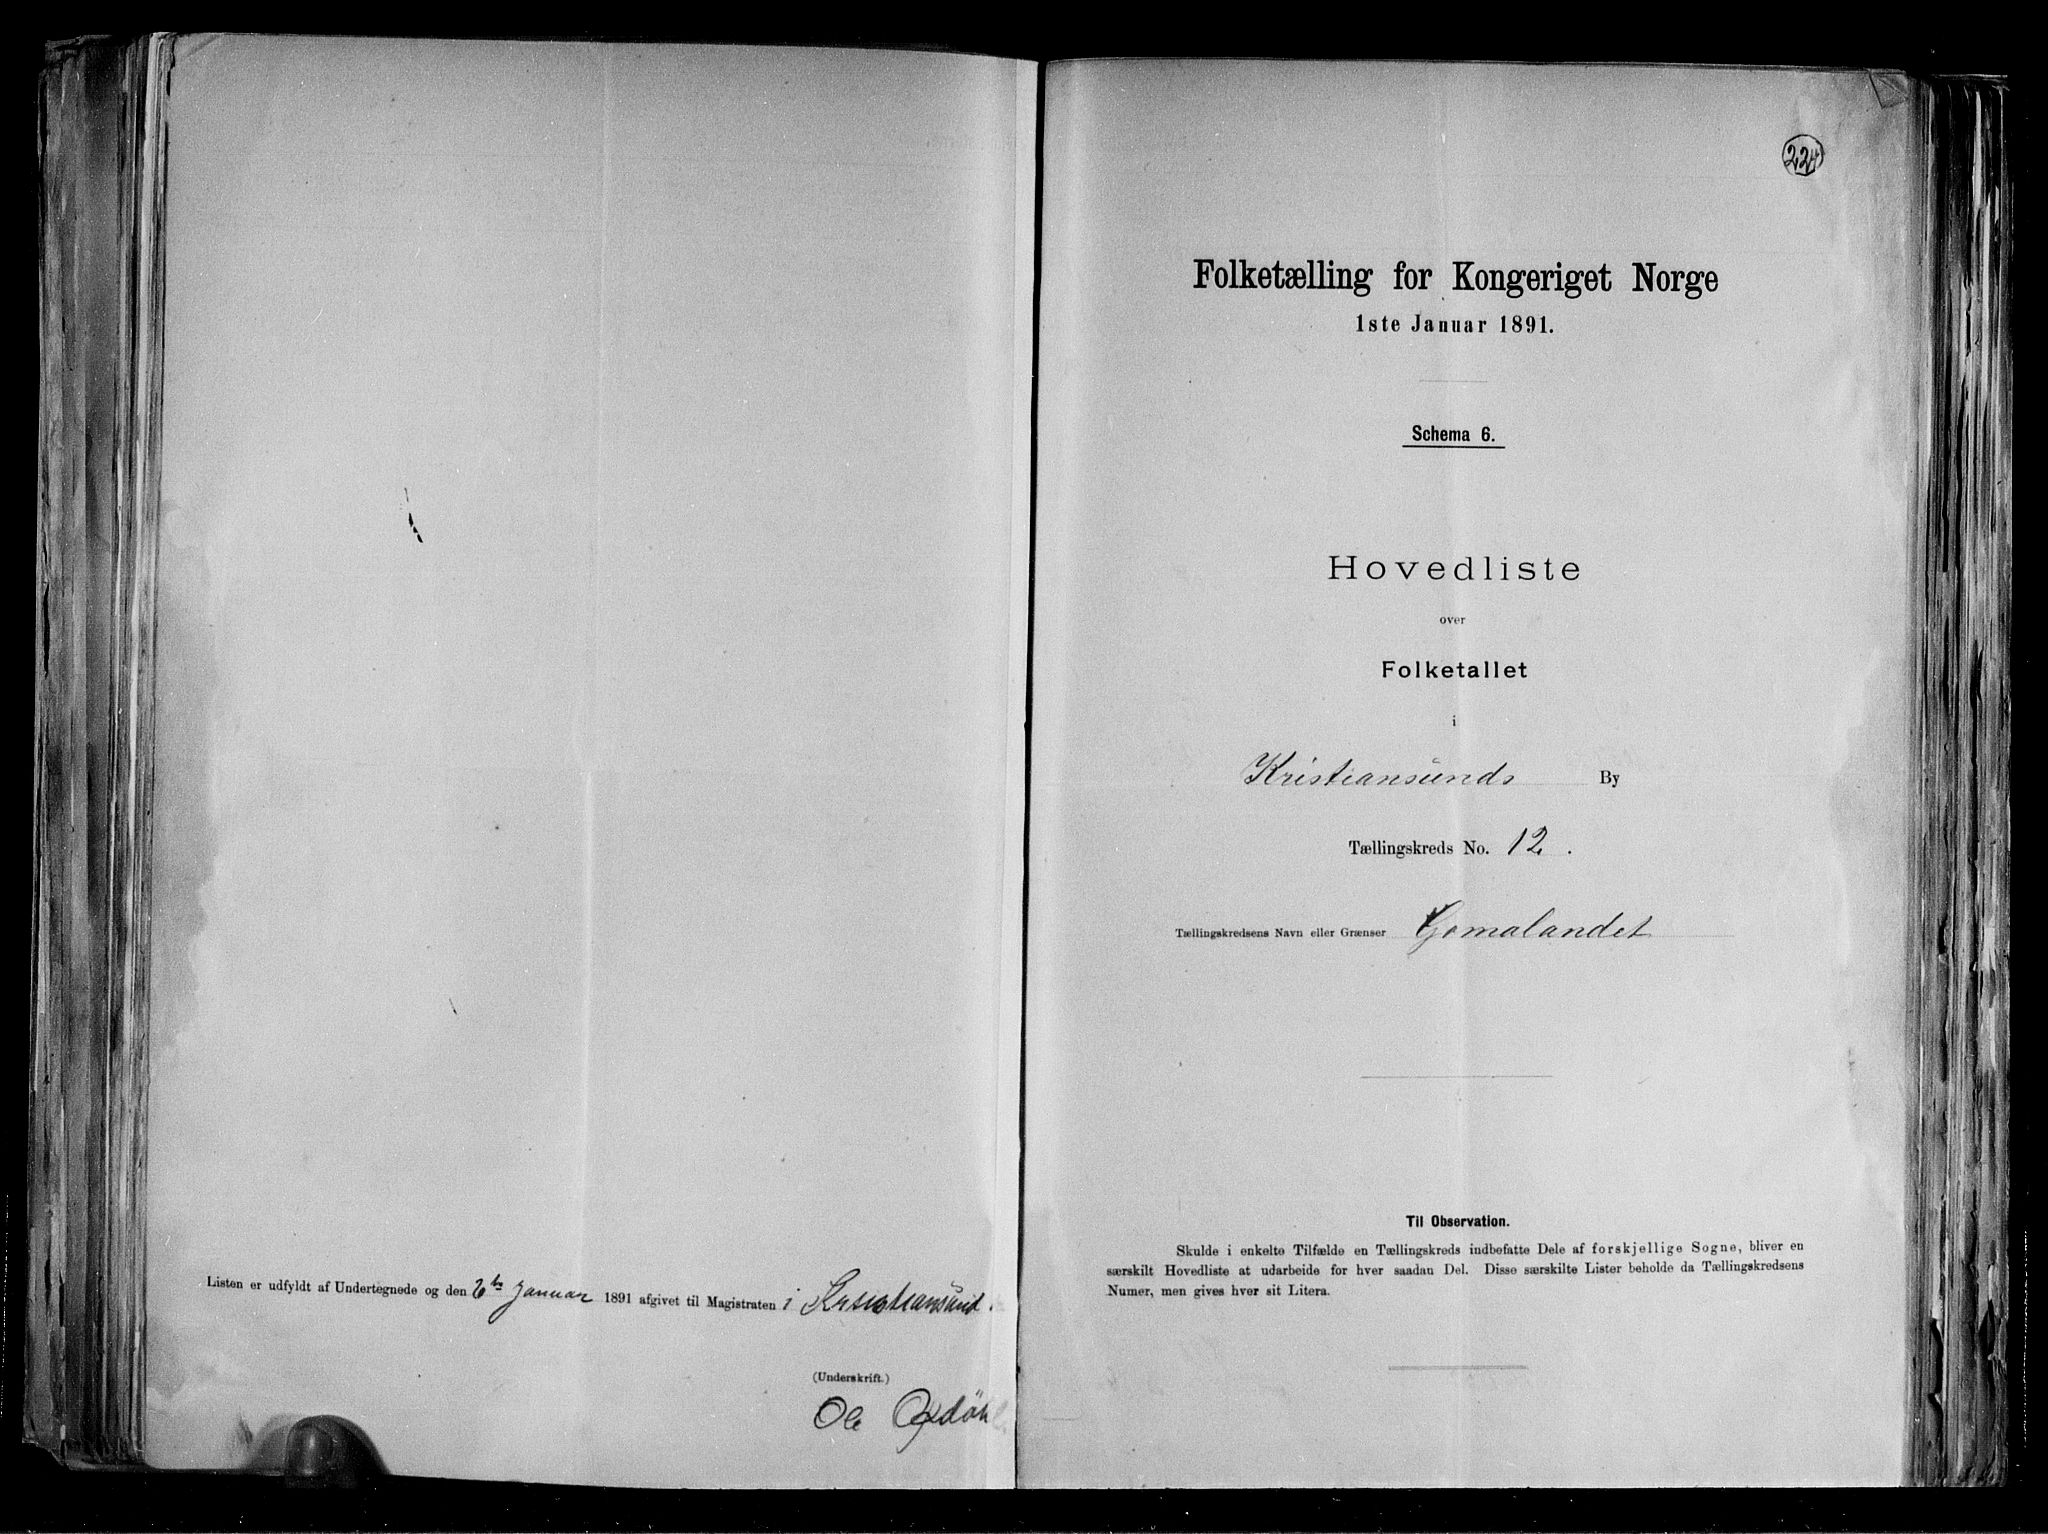 Listen er udfyldt af Undertegnede og den 6te Januar 1891 afgivet til Magistraten i Kristiansund.
(Underskrift.)
Ole
224
Folketælling for Kongeriget Norge
1ste Januar 1891.
Schema 6.
Hovedliste
over
Folketallet
i
Kristiansunds By
Tællingskreds No. 12.
Tællingskredsens Navn eller Grænser Gomalandet
Til Observation.
Skulde i enkelte Tilfælde en Tællingskreds indbefatte Dele af forskjellige Sogne, bliver en
særskilt Hovedliste at udarbeide for hver saadan Del. Disse særskilte Lister beholde da Tællingskredsens
Numer, men gives hver sit Litera.